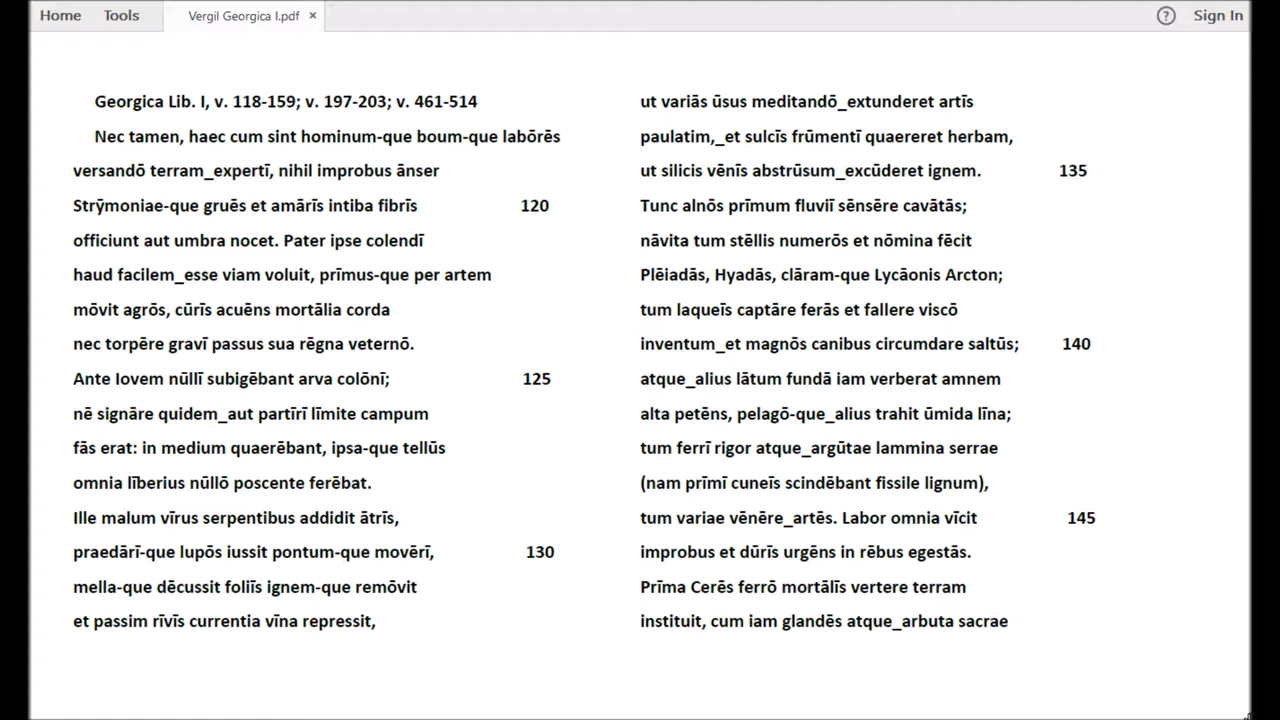 Home Tools Vergil Georgica I.pdf × ? Sign In
Georgica Lib. I, v. 118-159; v. 197-203; v. 461-514
Nec tamen, haec cum sint hominum-que boum-que labōrēs
versandō terram_expertī, nihil improbus ānser
Strȳmoniae-que gruēs et amārīs intiba fibrīs 120
officiunt aut umbra nocet. Pater ipse colendī
haud facilem_esse viam voluit, prīmus-que per artem
mōvit agrōs, cūrīs acuēns mortālia corda
nec torpēre gravī passus sua rēgna veternō.
Ante Iovem nūllī subigēbant arva colōnī; 125
nē signāre quidem_aut partīrī līmite campum
fās erat: in medium quaerēbant, ipsa-que tellūs
omnia līberius nūllō poscente ferēbat.
Ille malum vīrus serpentibus addidit ātrīs,
praedārī-que lupōs iussit pontum-que movērī, 130
mella-que dēcussit foliīs ignem-que remōvit
et passim rīvīs currentia vīna repressit,
ut variās ūsus meditandō_extunderet artīs
paulatim,_et sulcīs frūmentī quaereret herbam,
ut silicis vēnīs abstrūsum_excūderet ignem. 135
Tunc alnōs prīmum fluviī sēnsēre cavātās;
nāvita tum stēllis numerōs et nōmina fēcit
Plēiadās, Hyadās, clāram-que Lycāonis Arcton;
tum laqueīs captāre ferās et fallere viscō
inventum_et magnōs canibus circumdare saltūs; 140
atque_alius lātum fundā iam verberat amnem
alta petēns, pelagō-que_alius trahit ūmida līna;
tum ferrī rigor atque_argūtae lammina serrae
(nam prīmī cuneīs scindēbant fissile lignum),
tum variae vēnēre_artēs. Labor omnia vīcit 145
improbus et dūrīs urgēns in rēbus egestās.
Prīma Cerēs ferrō mortālīs vertere terram
instituit, cum iam glandēs atque_arbuta sacrae